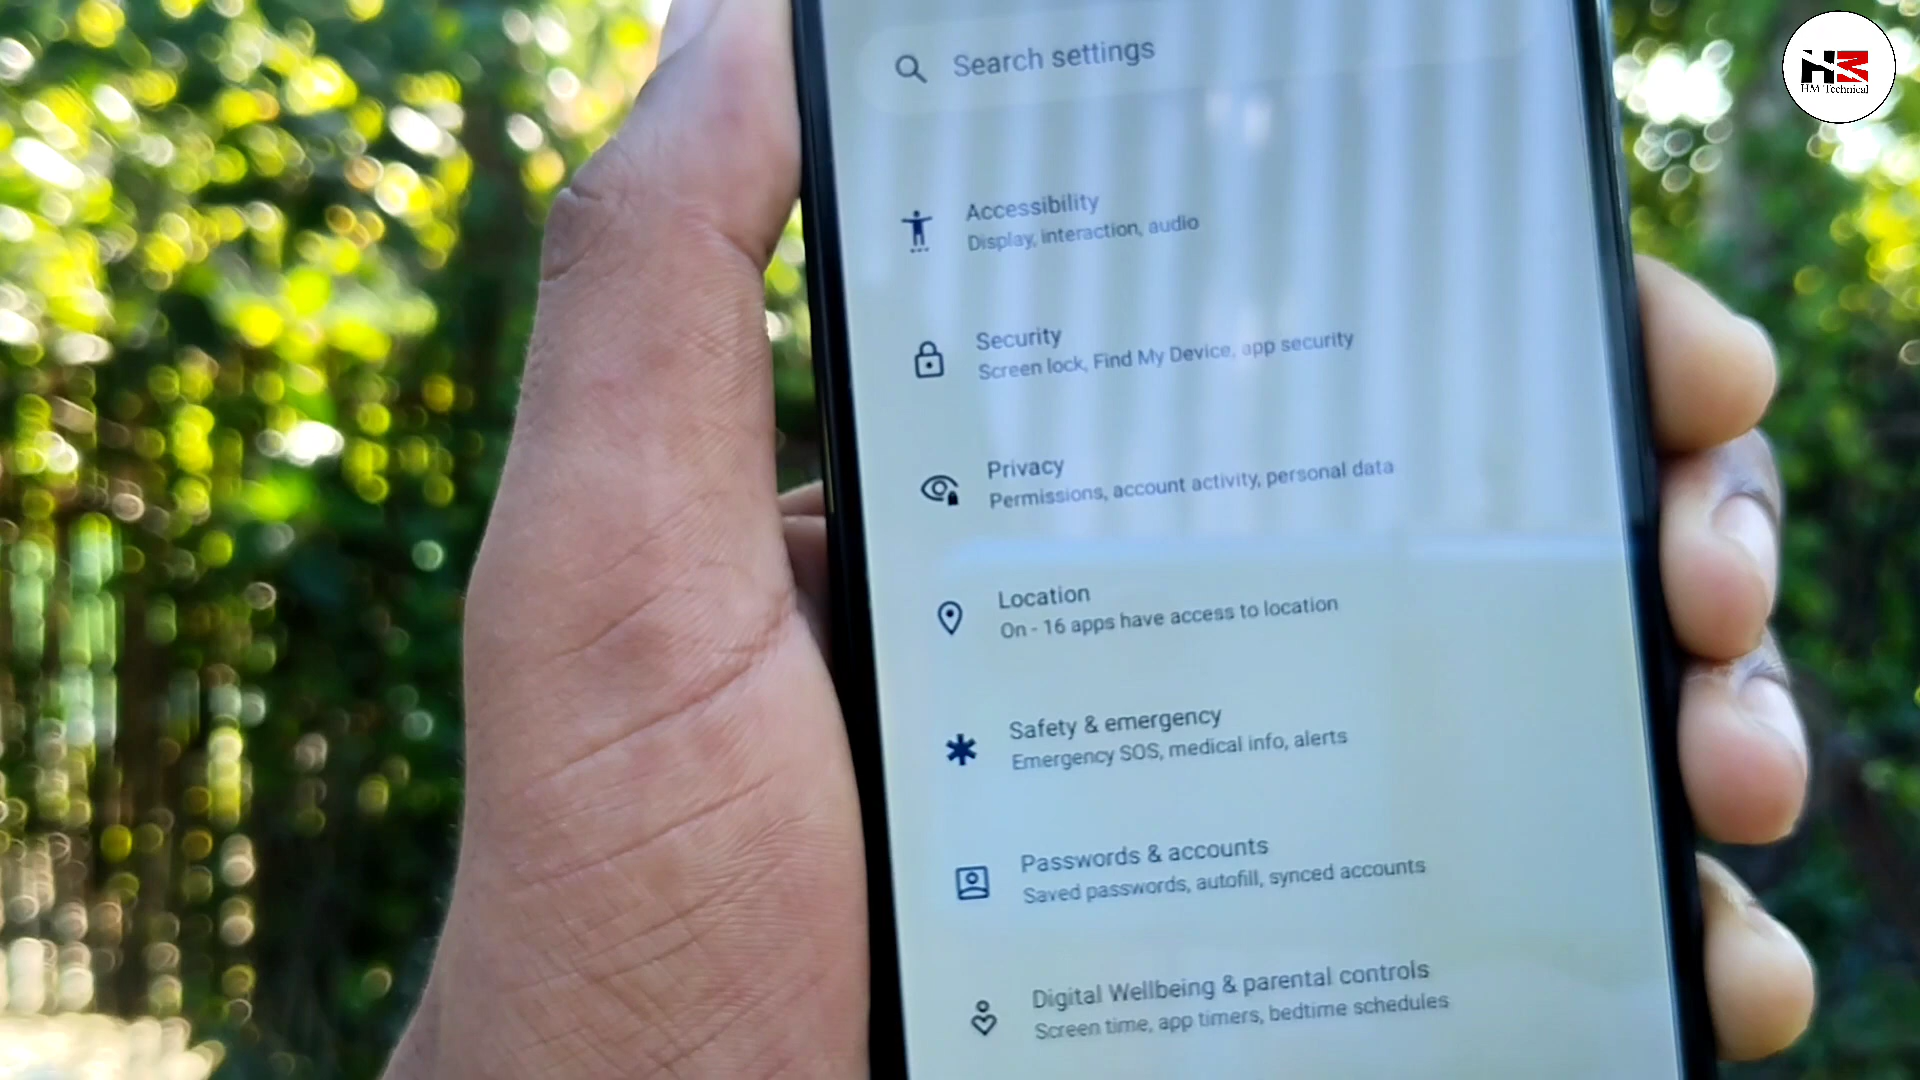 HM Technical
Search settings
Accessibility
Display, interaction, audio
Security
Screen lock, Find My Device, app security
Privacy
Permissions, account activity, personal data
Location
On - 16 apps have access to location
Safety & emergency
Emergency SOS, medical info, alerts
Passwords & accounts
Saved passwords, autofill, synced accounts
Digital Wellbeing & parental controls
Screen time, app timers, bedtime schedules